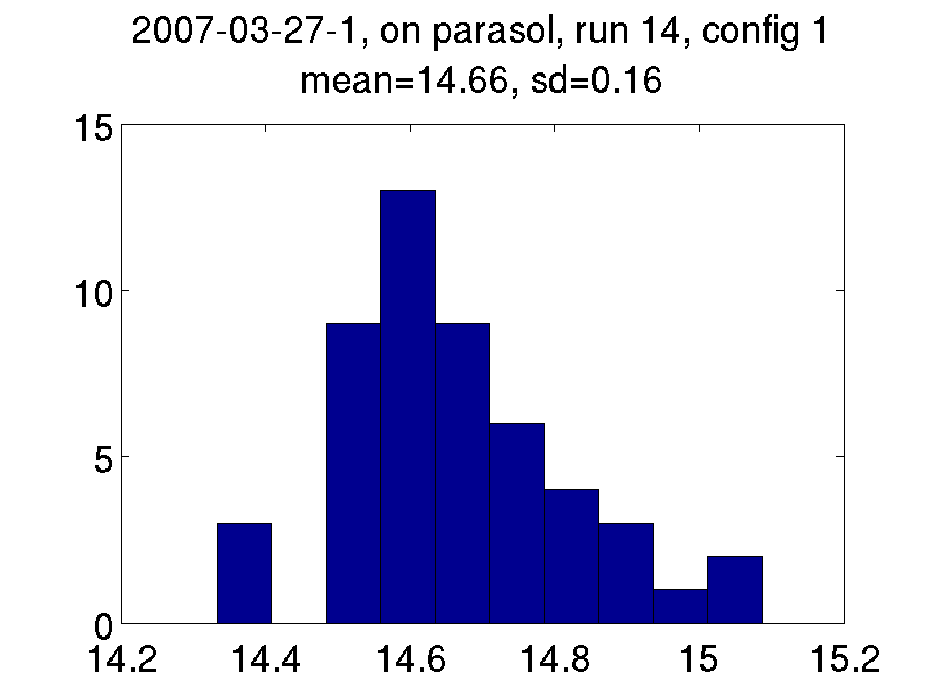 2007-03-27-1, on parasol, run 14, config 1
mean=14.66, sd=0.16
15
10
5
0
14.2 14.4 14.6 14.8 15 15.2